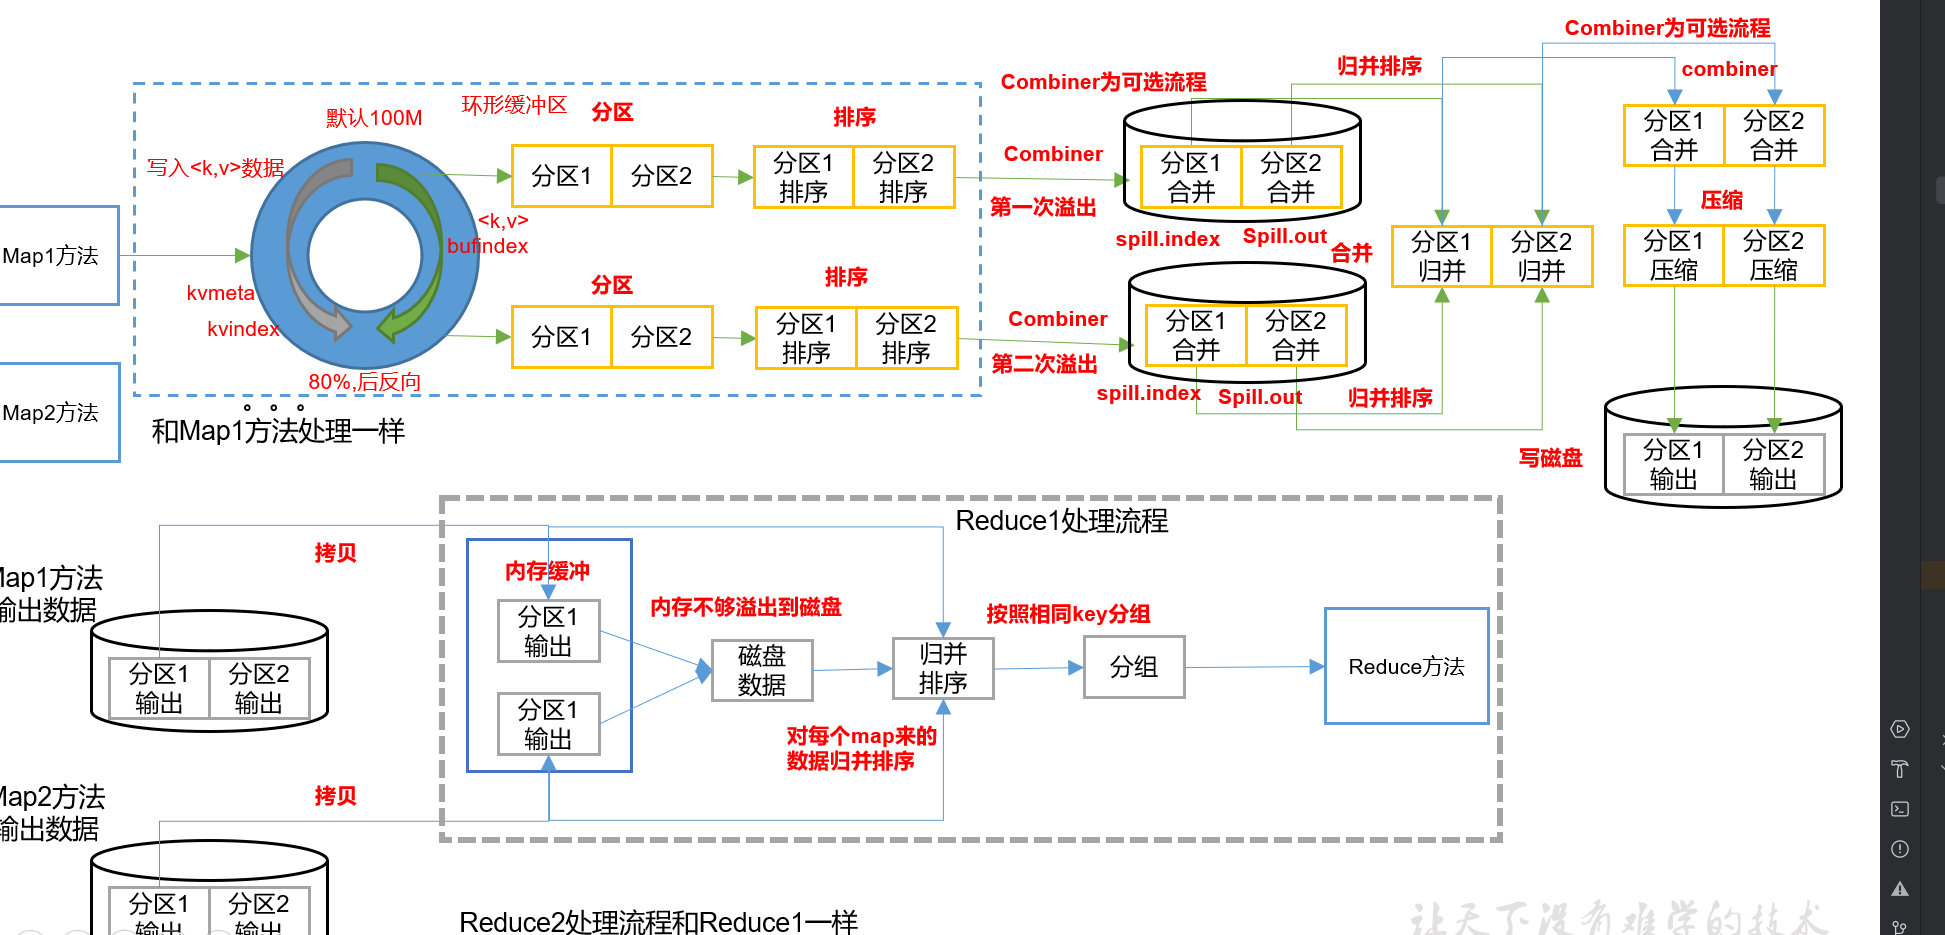 Combiner为可选流程
归并排序
combiner
Combiner为可选流程
默认100M
环形缓冲区
分区
排序
写入<k,v>数据
分区1
分区2
分区1
排序
分区2
排序
Combiner
第一次溢出
分区1
合并
分区2
合并
spill.index
Spill.out
分区1
合并
分区2
合并
压缩
Map1方法
<k,v>
bufindex
kvmeta
kvindex
80%,后反向
分区
排序
分区1
分区2
分区1
排序
分区2
排序
Combiner
第二次溢出
合并
分区1
合并
分区2
合并
spill.index
Spill.out
归并排序
分区1
归并
分区2
归并
分区1
压缩
分区2
压缩
写磁盘
分区1
输出
分区2
输出
Map2方法
和Map1方法处理一样
Reduce1处理流程
拷贝
Map1方法
输出数据
分区1
输出
分区2
输出
内存缓冲
分区1
输出
分区1
输出
内存不够溢出到磁盘
磁盘
数据
归并
排序
对每个map来的
数据归并排序
按照相同key分组
分组
Reduce方法
拷贝
Map2方法
输出数据
分区1
输出
分区2
输出
Reduce2处理流程和Reduce1一样
让天下没有难学的技术